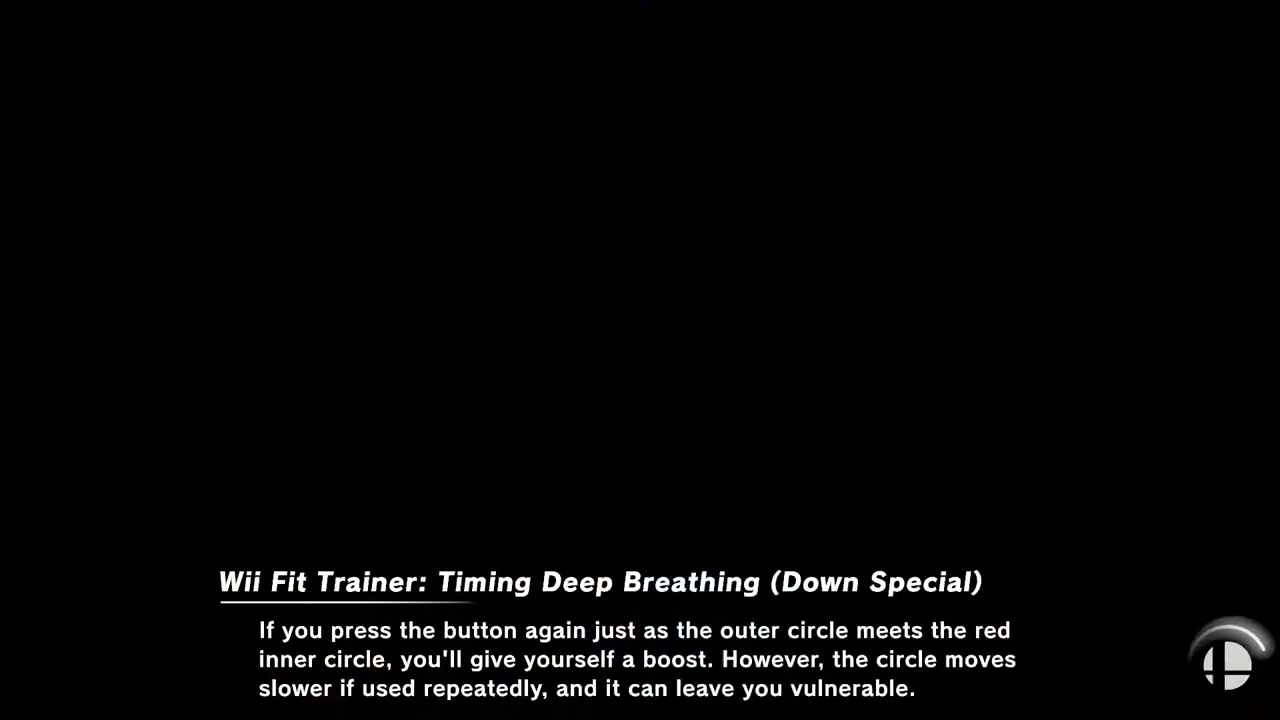 Wii Fit Trainer: Timing Deep Breathing (Down Special)
If you press the button again just as the outer circle meets the red
inner circle, you'll give yourself a boost. However, the circle moves
slower if used repeatedly, and it can leave you vulnerable.